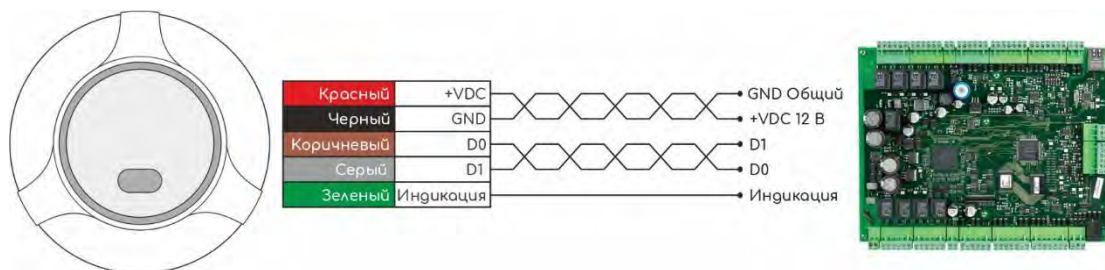 Красный +VDC GND Общий
Черный GND +VDC 12 В
Коричневый D0 D1
Серый D1 D0
Зеленый Индикация Индикация